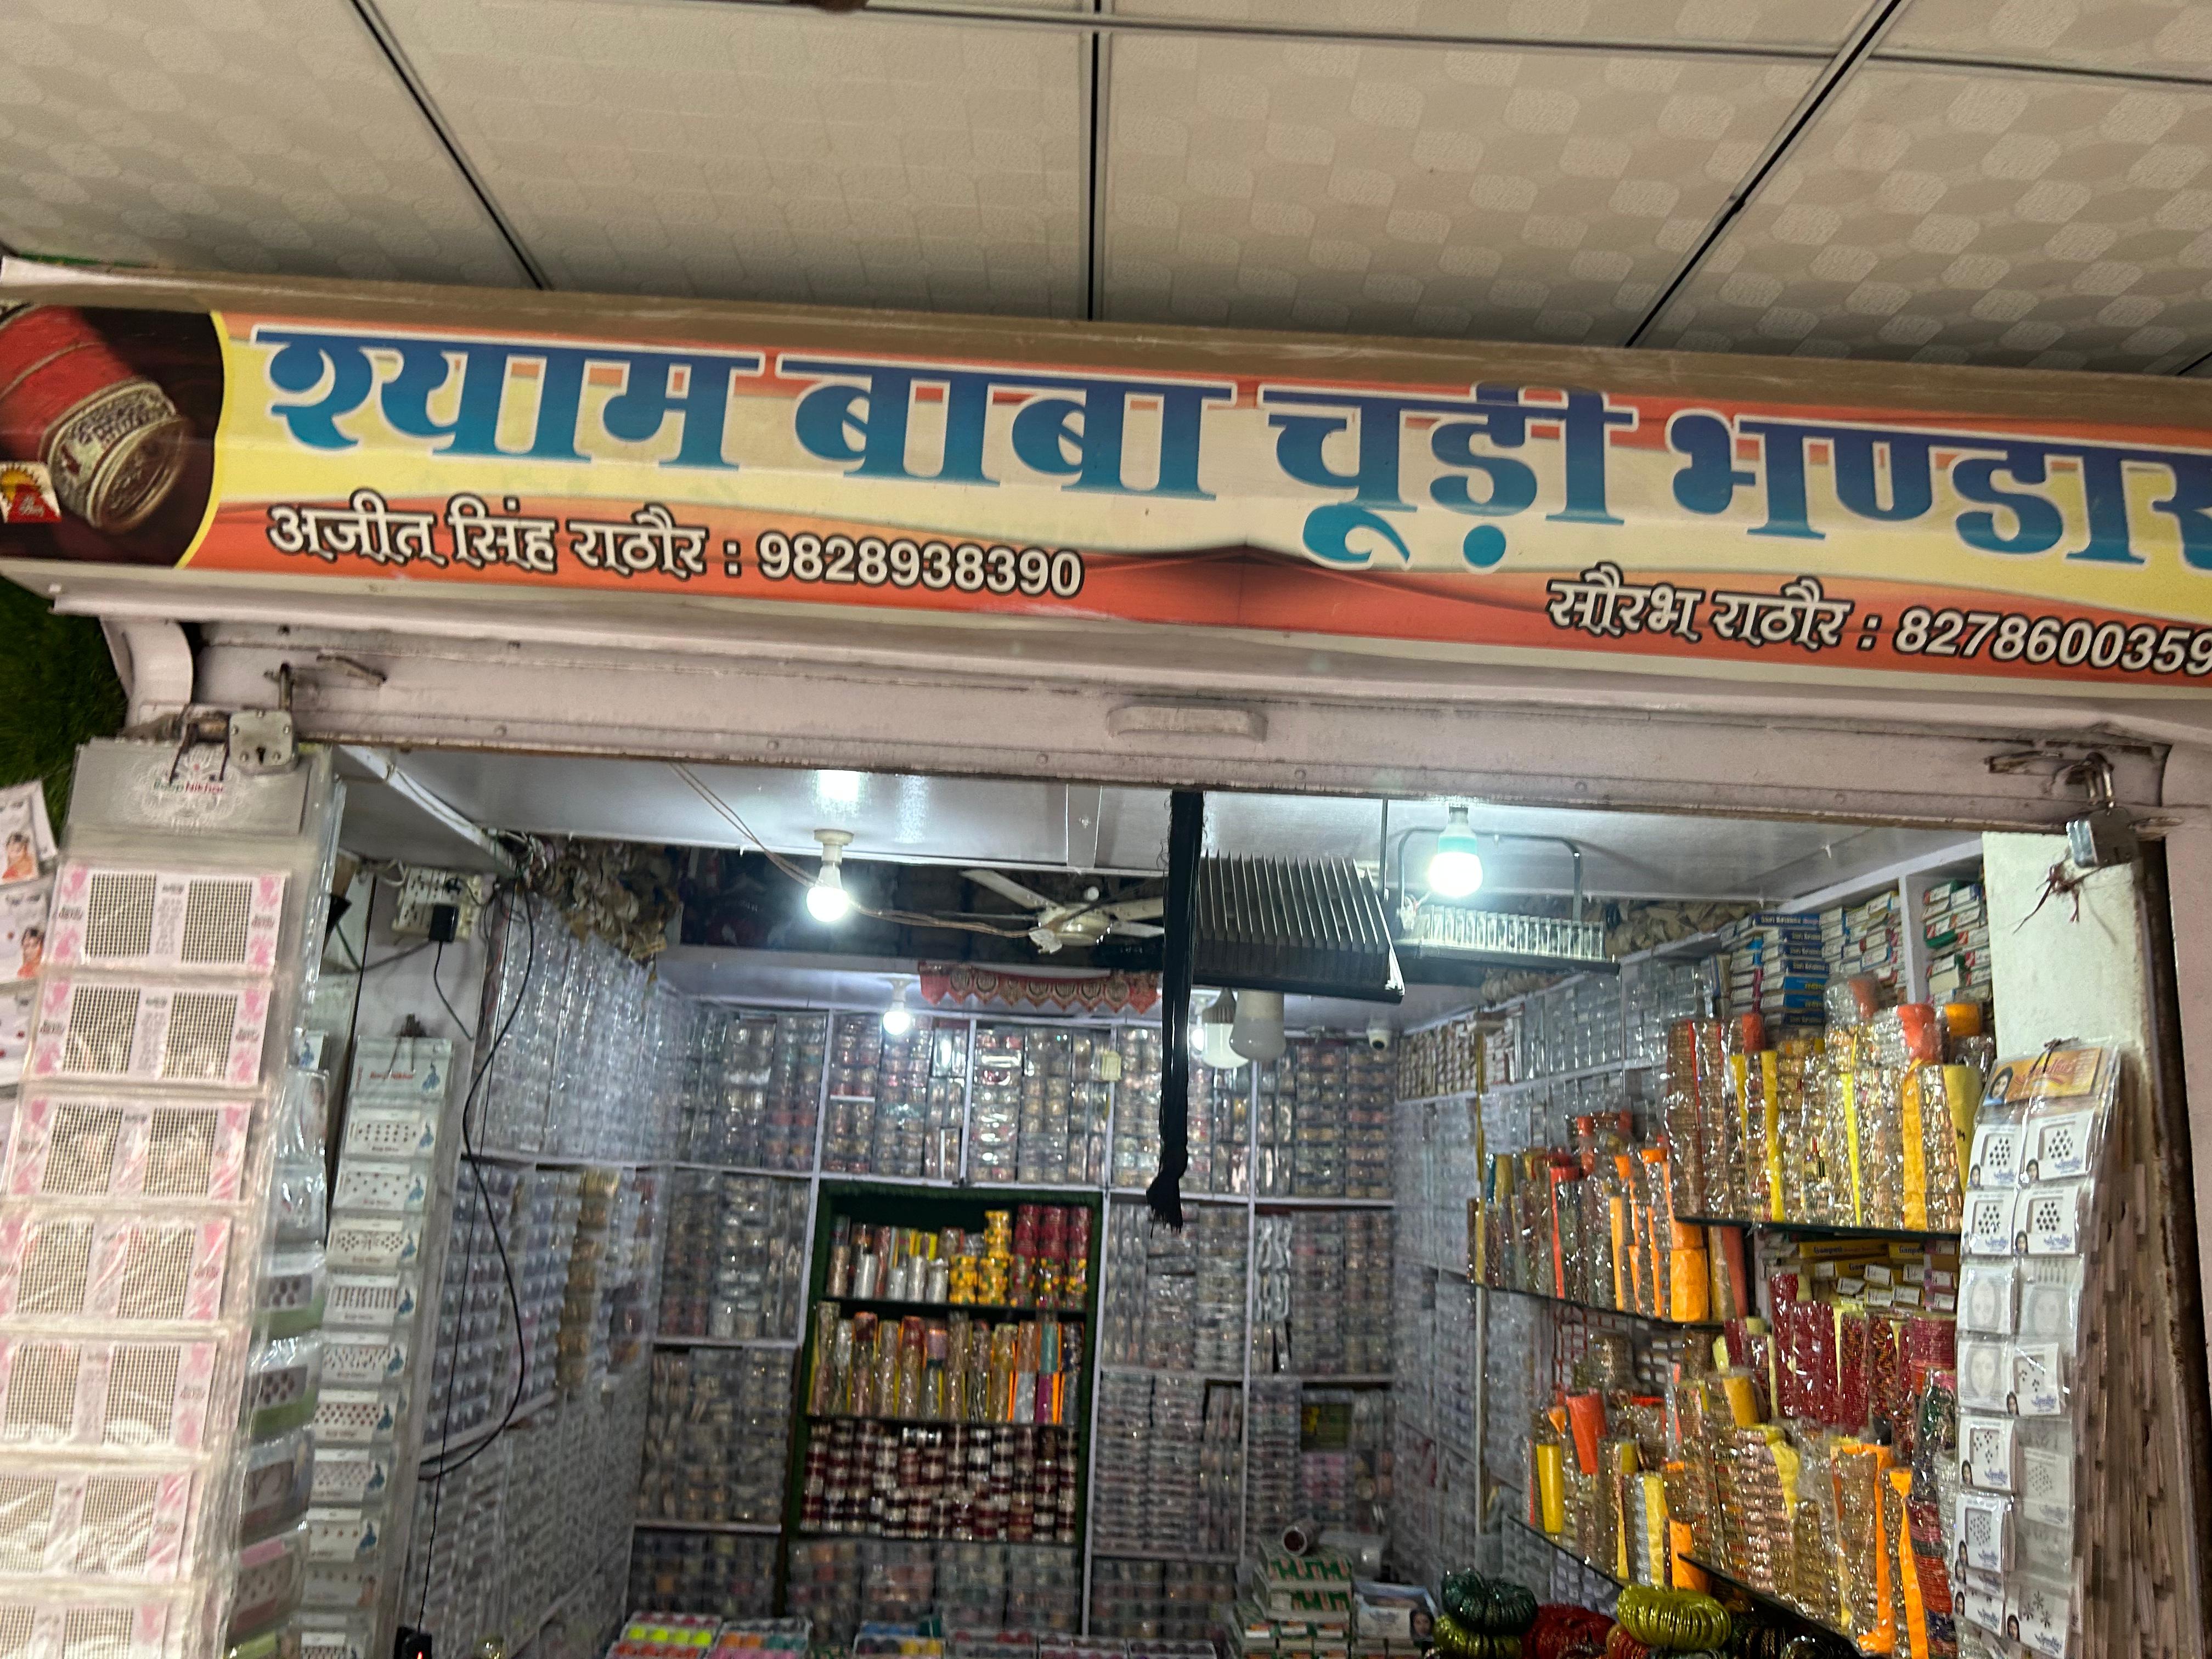 श्याम बाबा चूड़ी भण्डार
अजीत सिंह राठौर : 9828938390
सौरभ राठौर : 8278600359